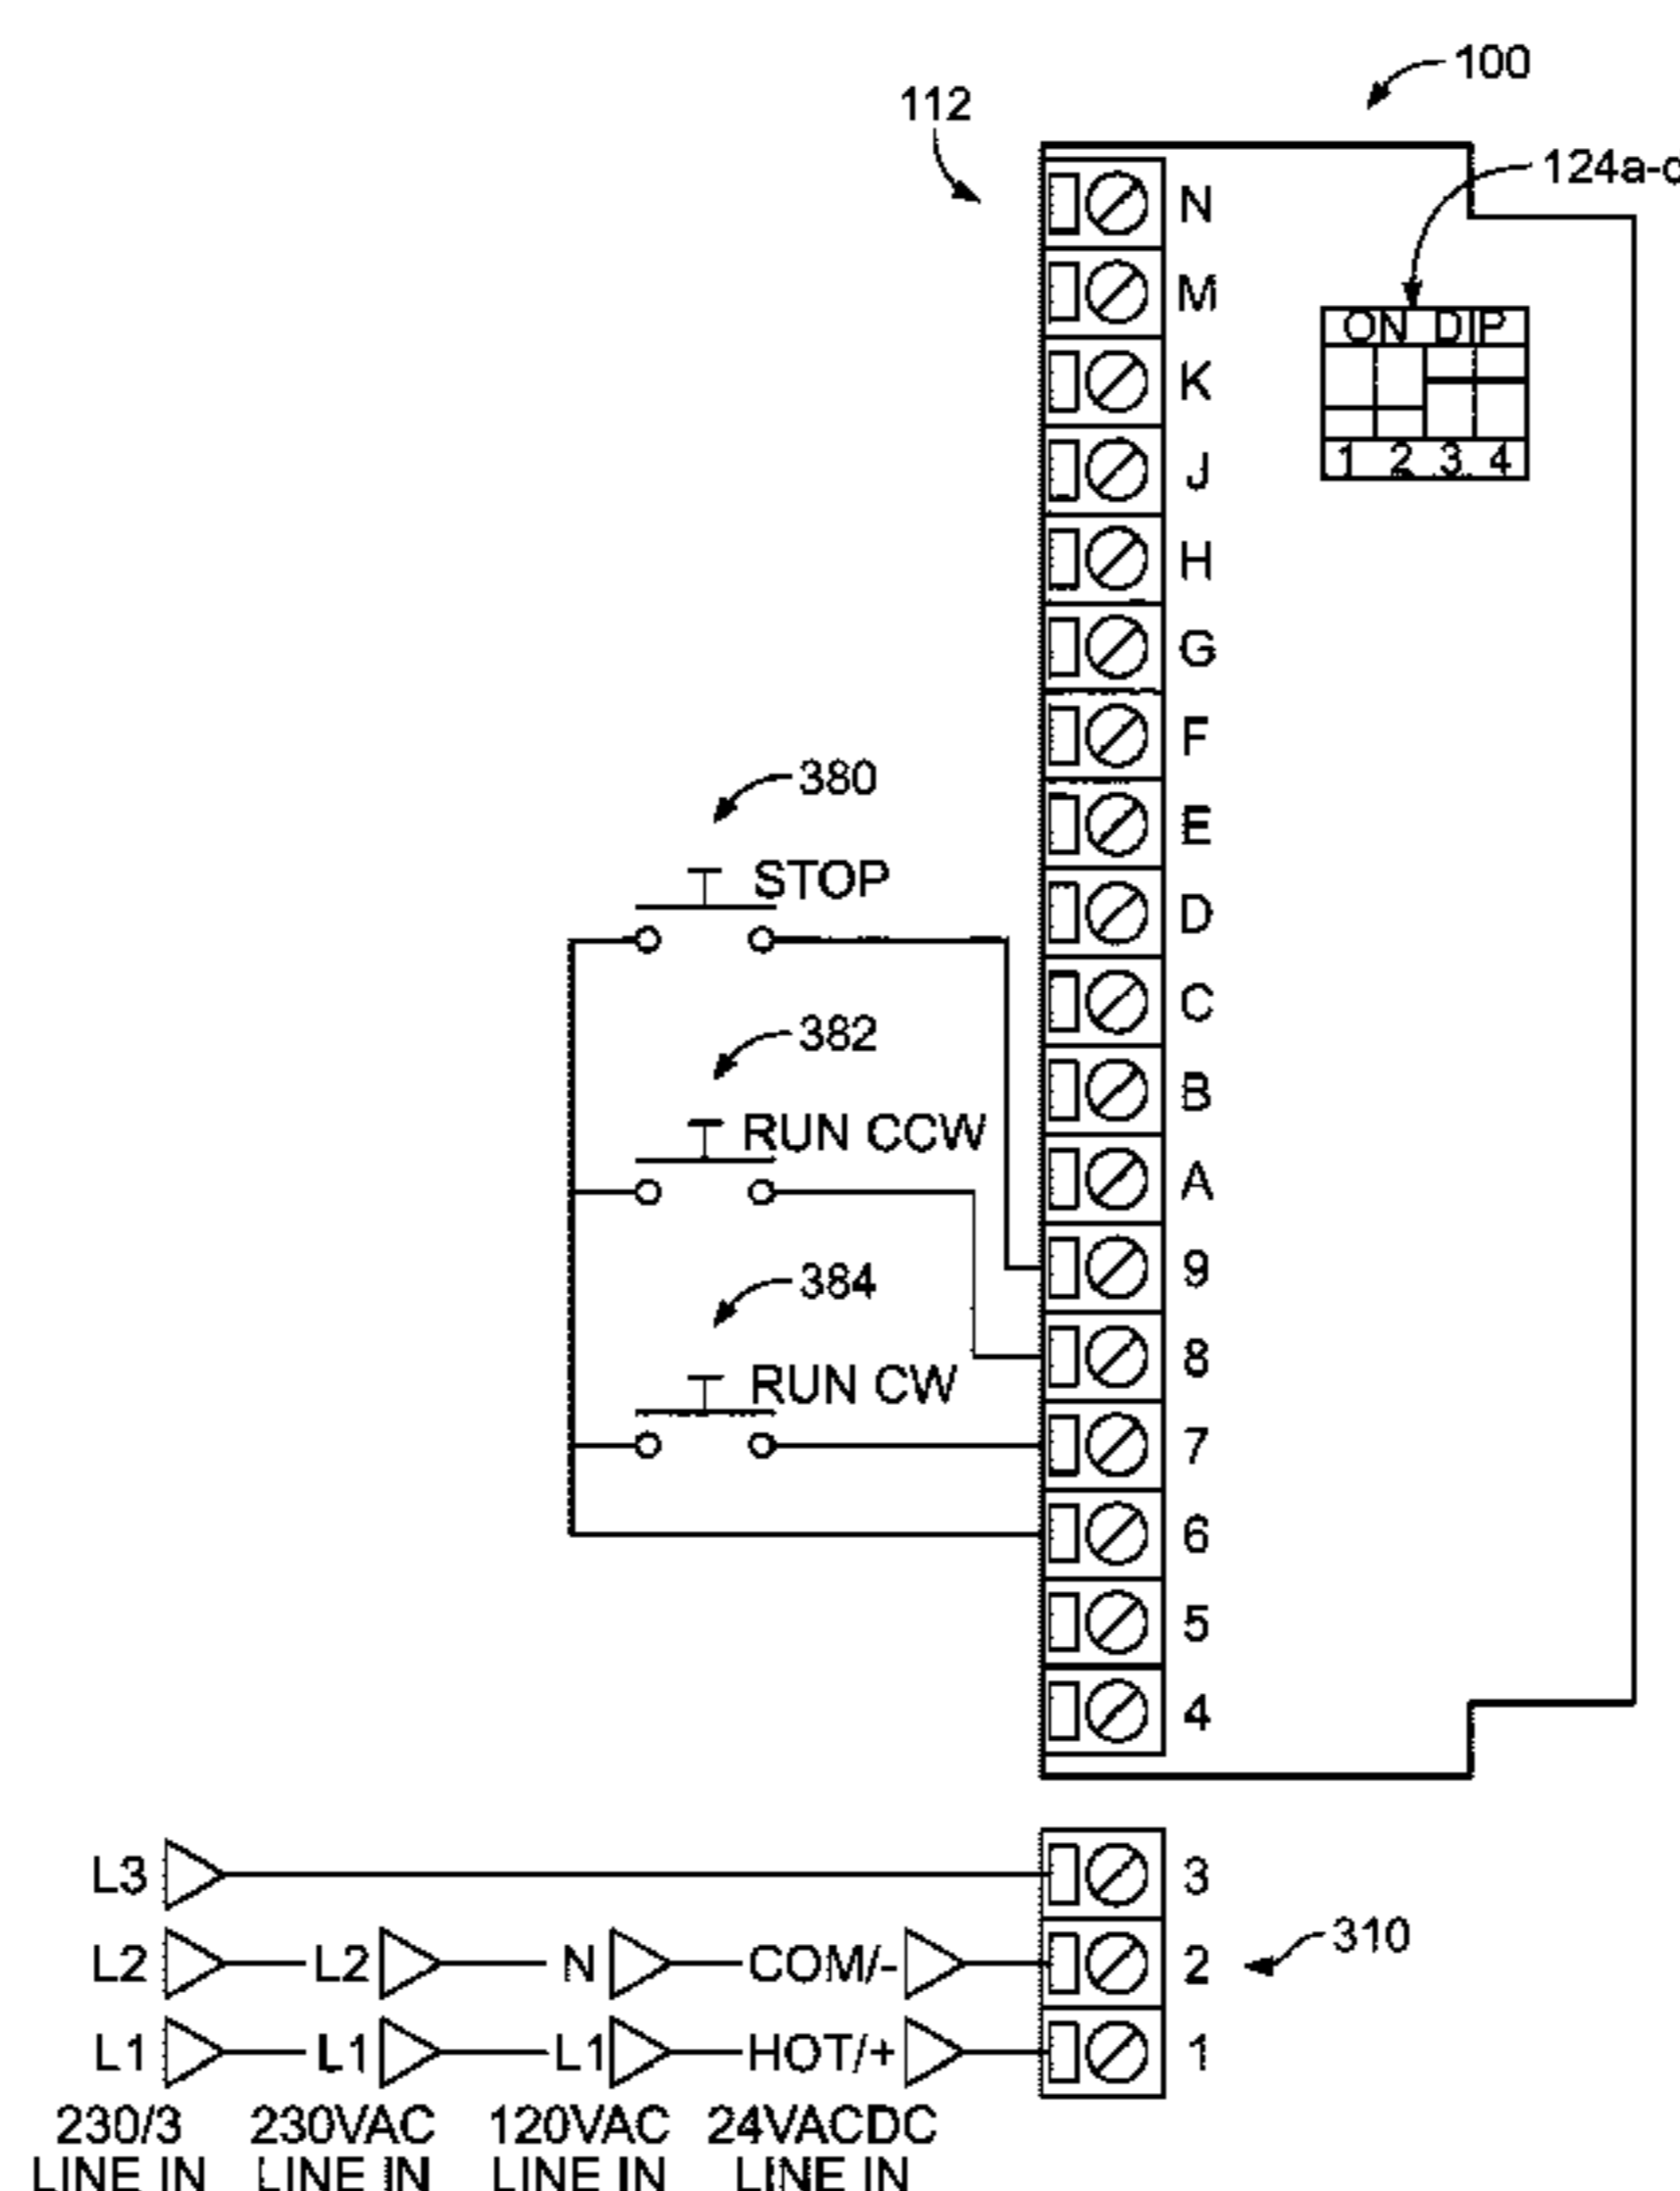 100
112
124a-
N
M
ON DIP
K
J
1 2 3 4
H
G
F
380
E
STOP
D
C
382
B
RUN CCW
A
9
384
8
RUN CW
7
6
5
4
L3 3
L2 L2 N COM/- 2 310
L1 L1 L1 HOT/+ 1
230/3 230VAC 120VAC 24VACDC
LINE IN LINE IN LINE IN LINE IN